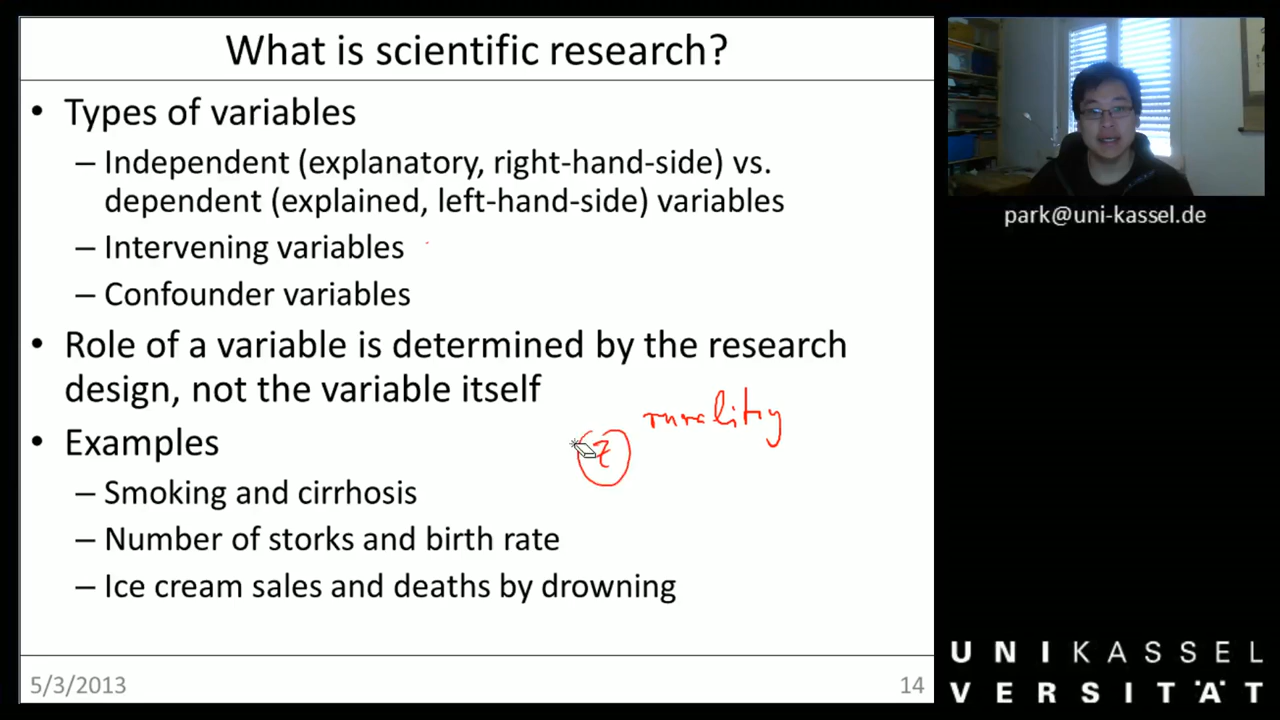 What is scientific research?
• Types of variables
– Independent (explanatory, right-hand-side) vs.
dependent (explained, left-hand-side) variables
– Intervening variables
– Confounder variables
• Role of a variable is determined by the research
design, not the variable itself
rurality
• Examples
z
– Smoking and cirrhosis
– Number of storks and birth rate
– Ice cream sales and deaths by drowning
5/3/2013
14
park@uni-kassel.de
UNIKASSEL
VERSITÄT